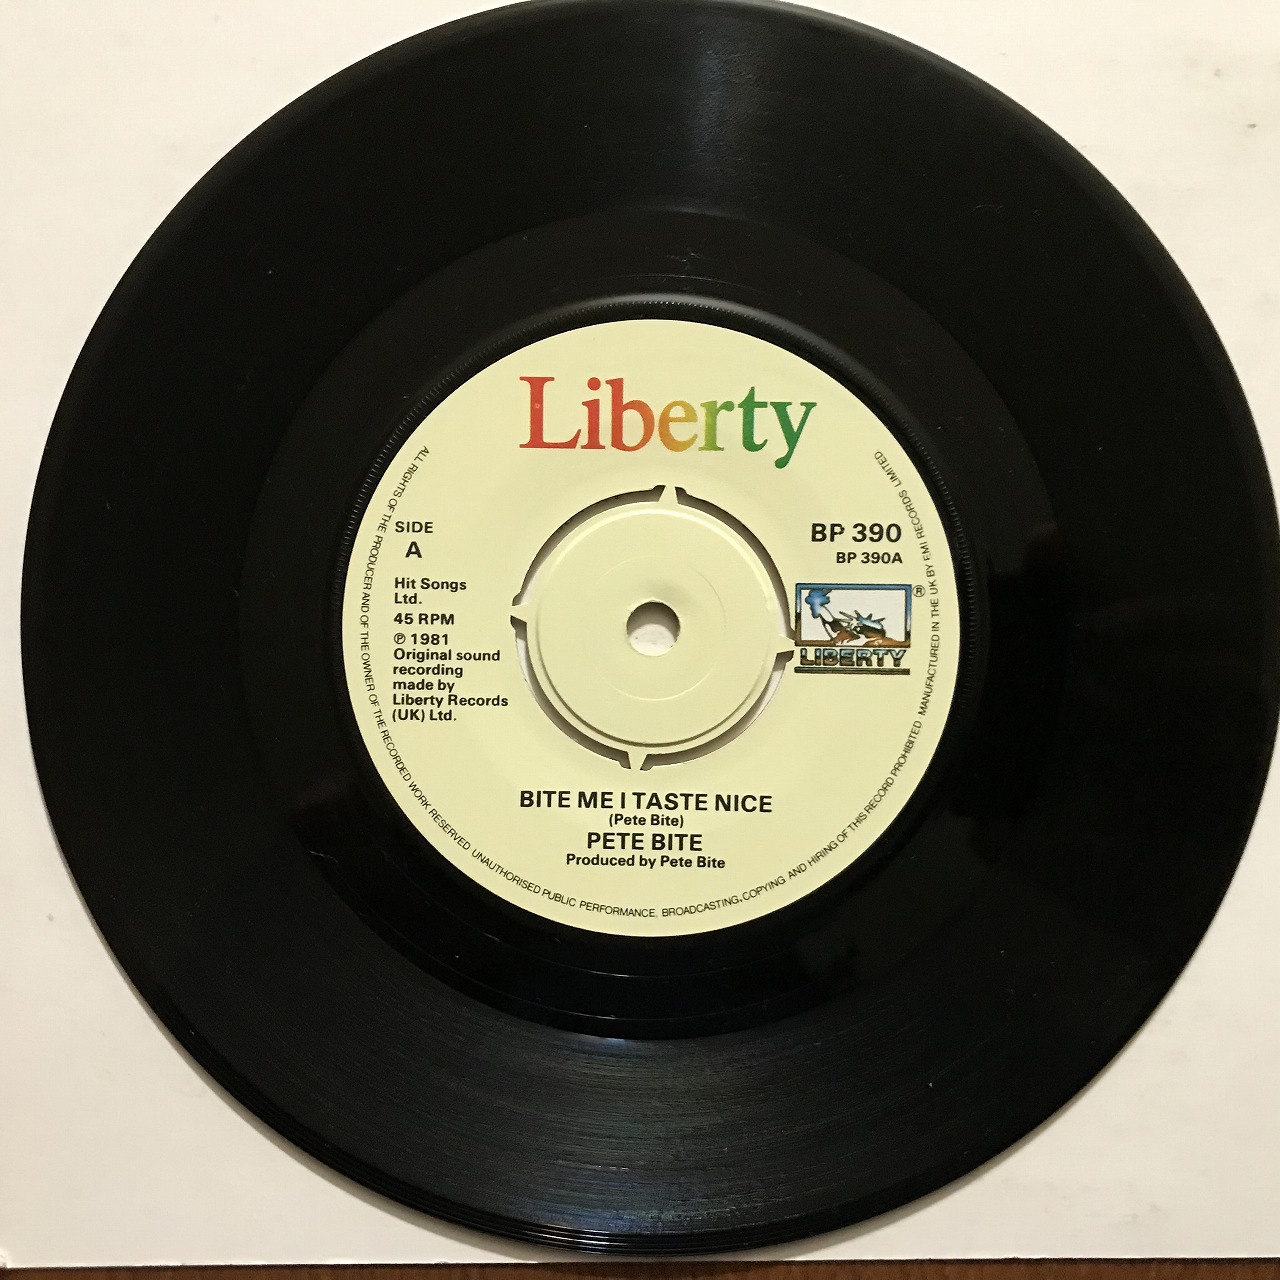 Liberty
SIDE
A
BP 390
BP 390A
Hit Songs
Ltd.
45 RPM
℗ 1981
Original sound
recording
made by
Liberty Records
(UK) Ltd.
®
LIBERTY
BITE ME I TASTE NICE
(Pete Bite)
PETE BITE
Produced by Pete Bite
ALL RIGHTS OF THE PRODUCER AND OF THE OWNER OF THE RECORDED WORK RESERVED. UNAUTHORISED PUBLIC PERFORMANCE, BROADCASTING, COPYING AND HIRING OF THIS RECORD PROHIBITED MANUFACTURED IN THE UK BY EMI RECORDS LIMITED